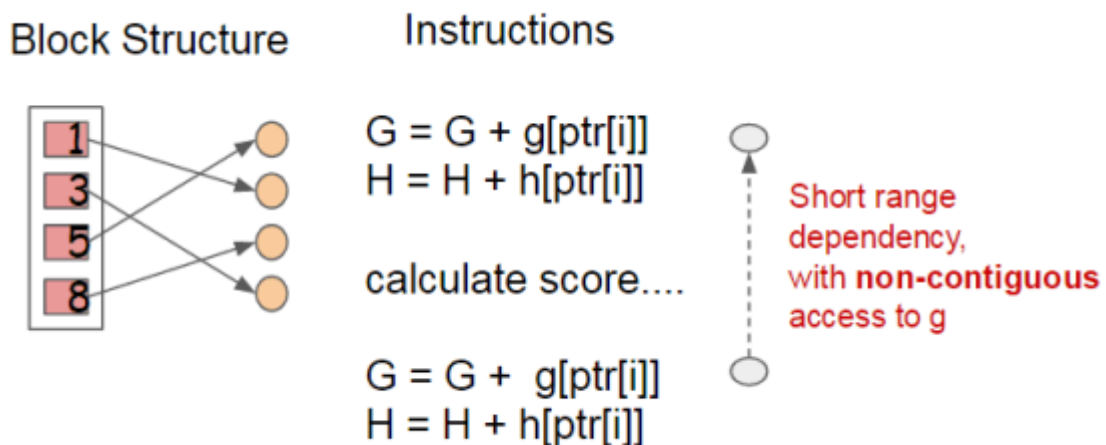 Block Structure
Instructions
1
3
5
8
G = G + g[ptr[i]]
H = H + h[ptr[i]]
calculate score....
G = G +  g[ptr[i]]
H = H + h[ptr[i]]
Short range
dependency,
with non-contiguous
access to g